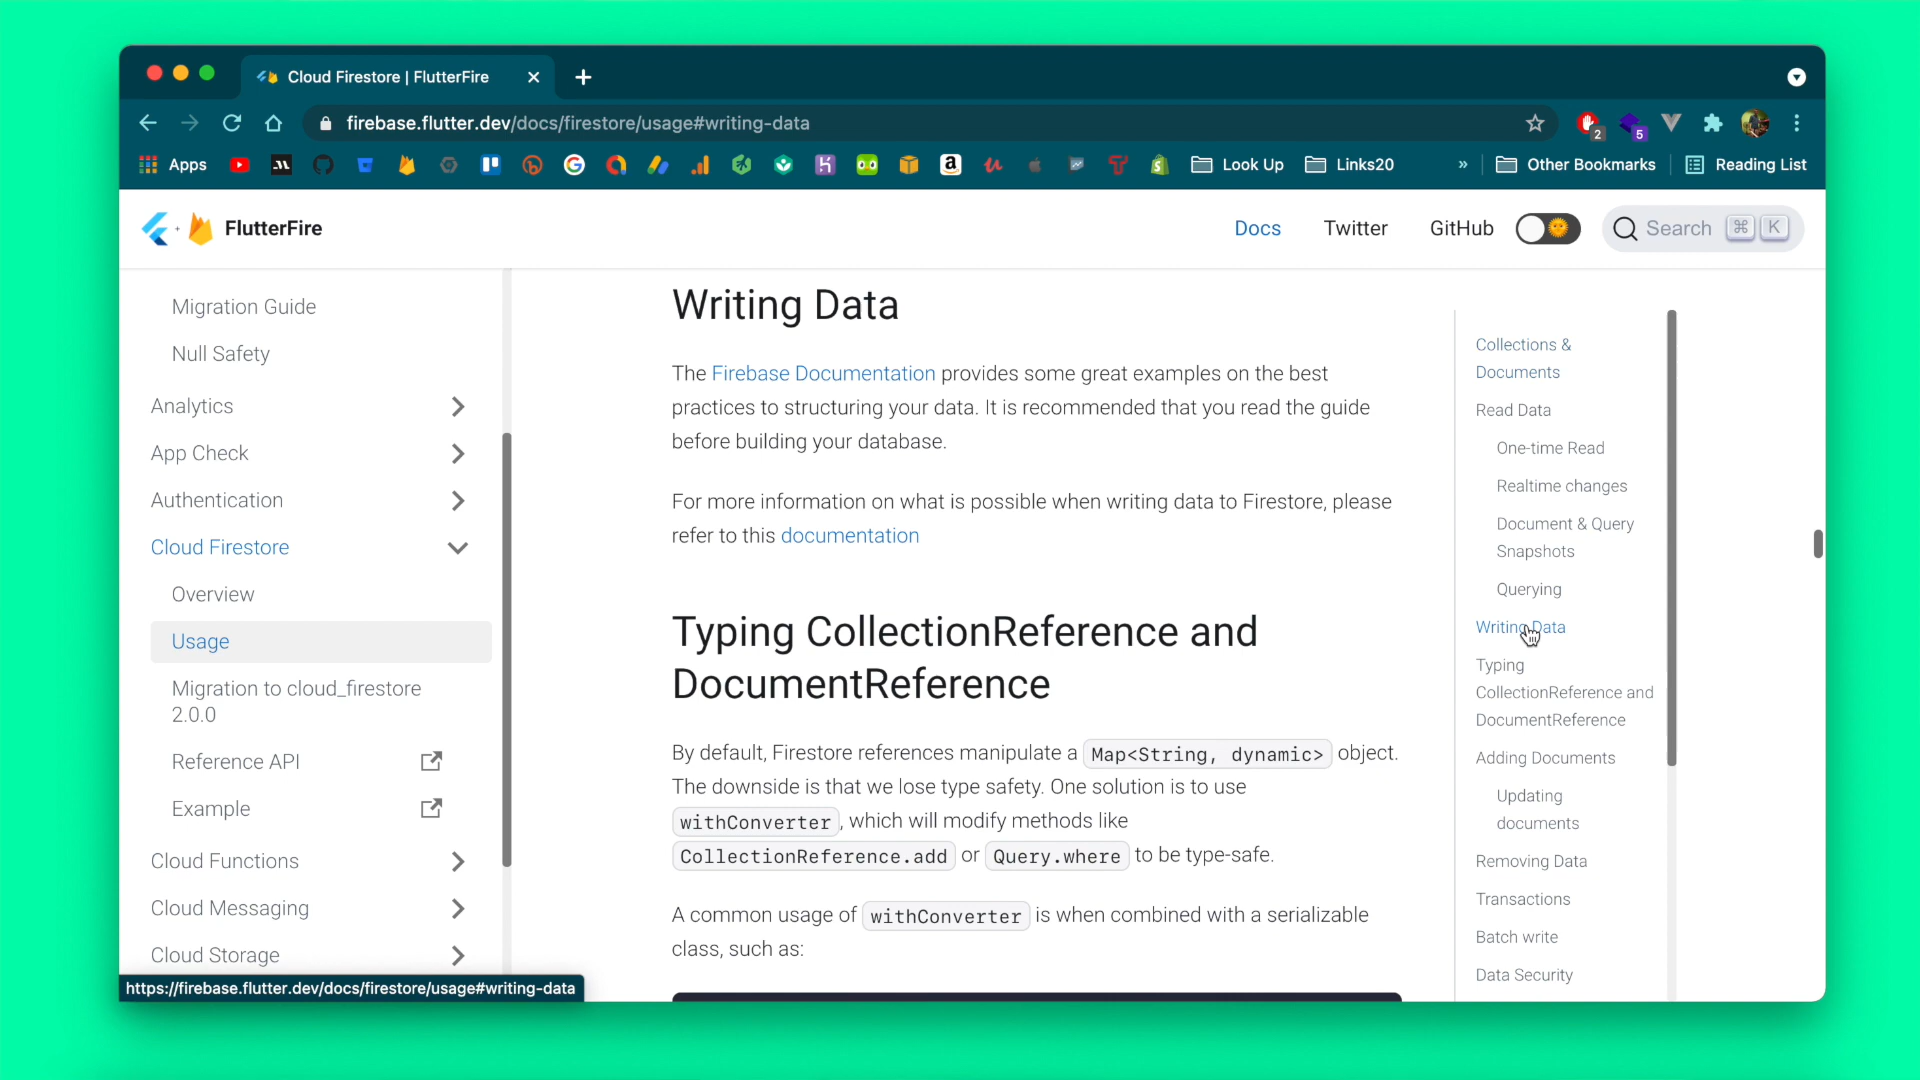 Cloud Firestore | FlutterFire
firebase.flutter.dev/docs/firestore/usage#writing-data
2
5
Apps
Look Up
Links20
»
Other Bookmarks
Reading List
FlutterFire
Docs
Twitter
GitHub
Search
⌘ K
Migration Guide
Null Safety
Analytics
App Check
Authentication
Cloud Firestore
Overview
Usage
Migration to cloud_firestore
2.0.0
Reference API
Example
Cloud Functions
Cloud Messaging
Cloud Storage
https://firebase.flutter.dev/docs/firestore/usage#writing-data
Writing Data
The Firebase Documentation provides some great examples on the best
practices to structuring your data. It is recommended that you read the guide
before building your database.
For more information on what is possible when writing data to Firestore, please
refer to this documentation
Typing CollectionReference and
DocumentReference
By default, Firestore references manipulate a Map<String, dynamic> object.
The downside is that we lose type safety. One solution is to use
withConverter, which will modify methods like
CollectionReference.add or Query.where to be type-safe.
A common usage of withConverter is when combined with a serializable
class, such as:
Collections &
Documents
Read Data
One-time Read
Realtime changes
Document & Query
Snapshots
Querying
Writing Data
Typing
CollectionReference and
DocumentReference
Adding Documents
Updating
documents
Removing Data
Transactions
Batch write
Data Security